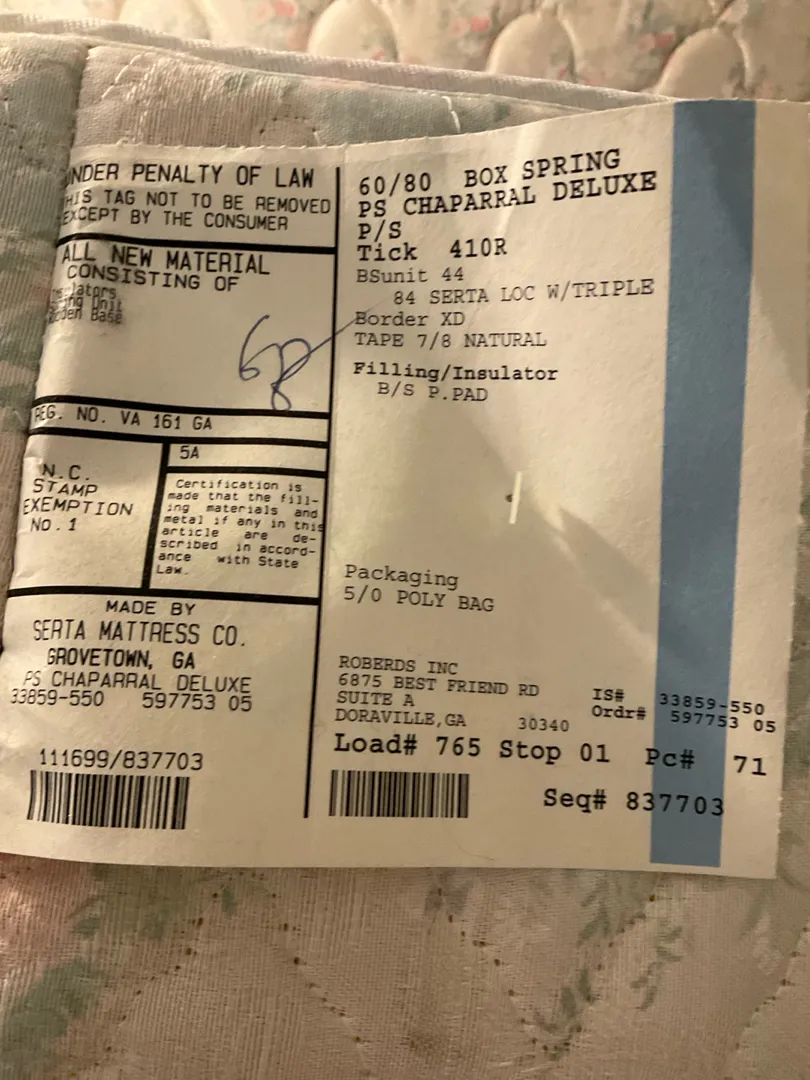 UNDER PENALTY OF LAW
THIS TAG NOT TO BE REMOVED
EXCEPT BY THE CONSUMER
ALL NEW MATERIAL
CONSISTING OF
REG. NO. VA 161 GA
N.C.
STAMP
EXEMPTION
No. 1
5A
Certification is
made that the fill-
ing materials and
metal if any in this
article are de-
scribed in accord-
ance with State
Law.
MADE BY
SERTA MATTRESS CO.
GROVETOWN, GA
PS CHAPARRAL DELUXE
33859-550 597753 05
111699/837703
60/80 BOX SPRING
PS CHAPARRAL DELUXE
P/S
Tick 410R
BSunit 44
84 SERTA LOC W/TRIPLE
Border XD
TAPE 7/8 NATURAL
Filling/Insulator
B/S P.PAD
Packaging
5/0 POLY BAG
ROBERDS INC
6875 BEST FRIEND RD
SUITE A
DORAVILLE,GA 30340
IS# 33859-550
Ordr# 597753 05
Load# 765 Stop 01 Pc# 71
Seq# 837703